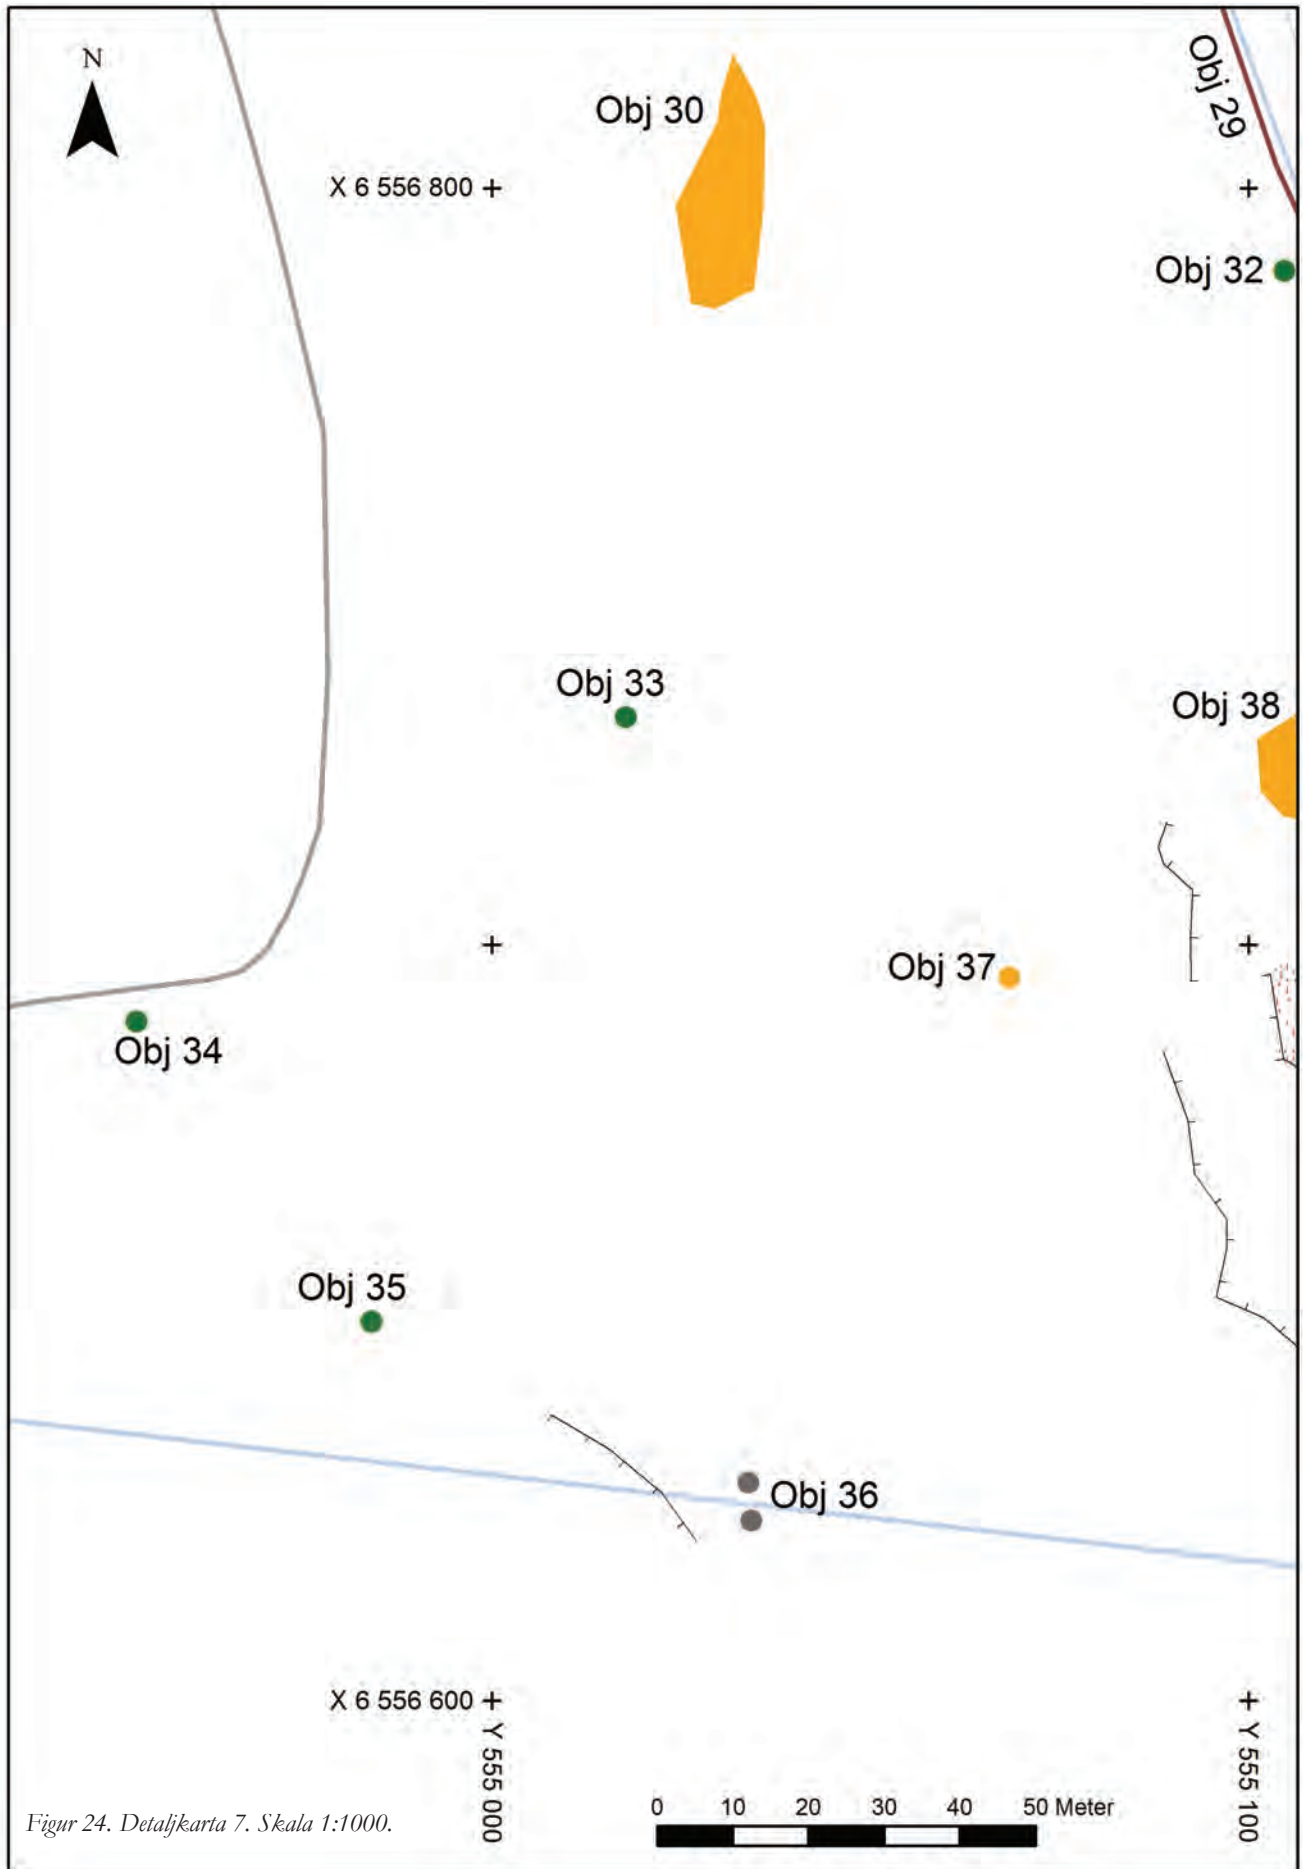 N
Obj 29
Obj 30
X 6 556 800
Obj 32
Obj 33
Obj 38
Obj 37
Obj 34
Obj 35
Obj 36
X 6 556 600
Y 555 000
Y 555 100
0 10 20 30 40 50 Meter
Figur 24. Detaljkarta 7. Skala 1:1000.